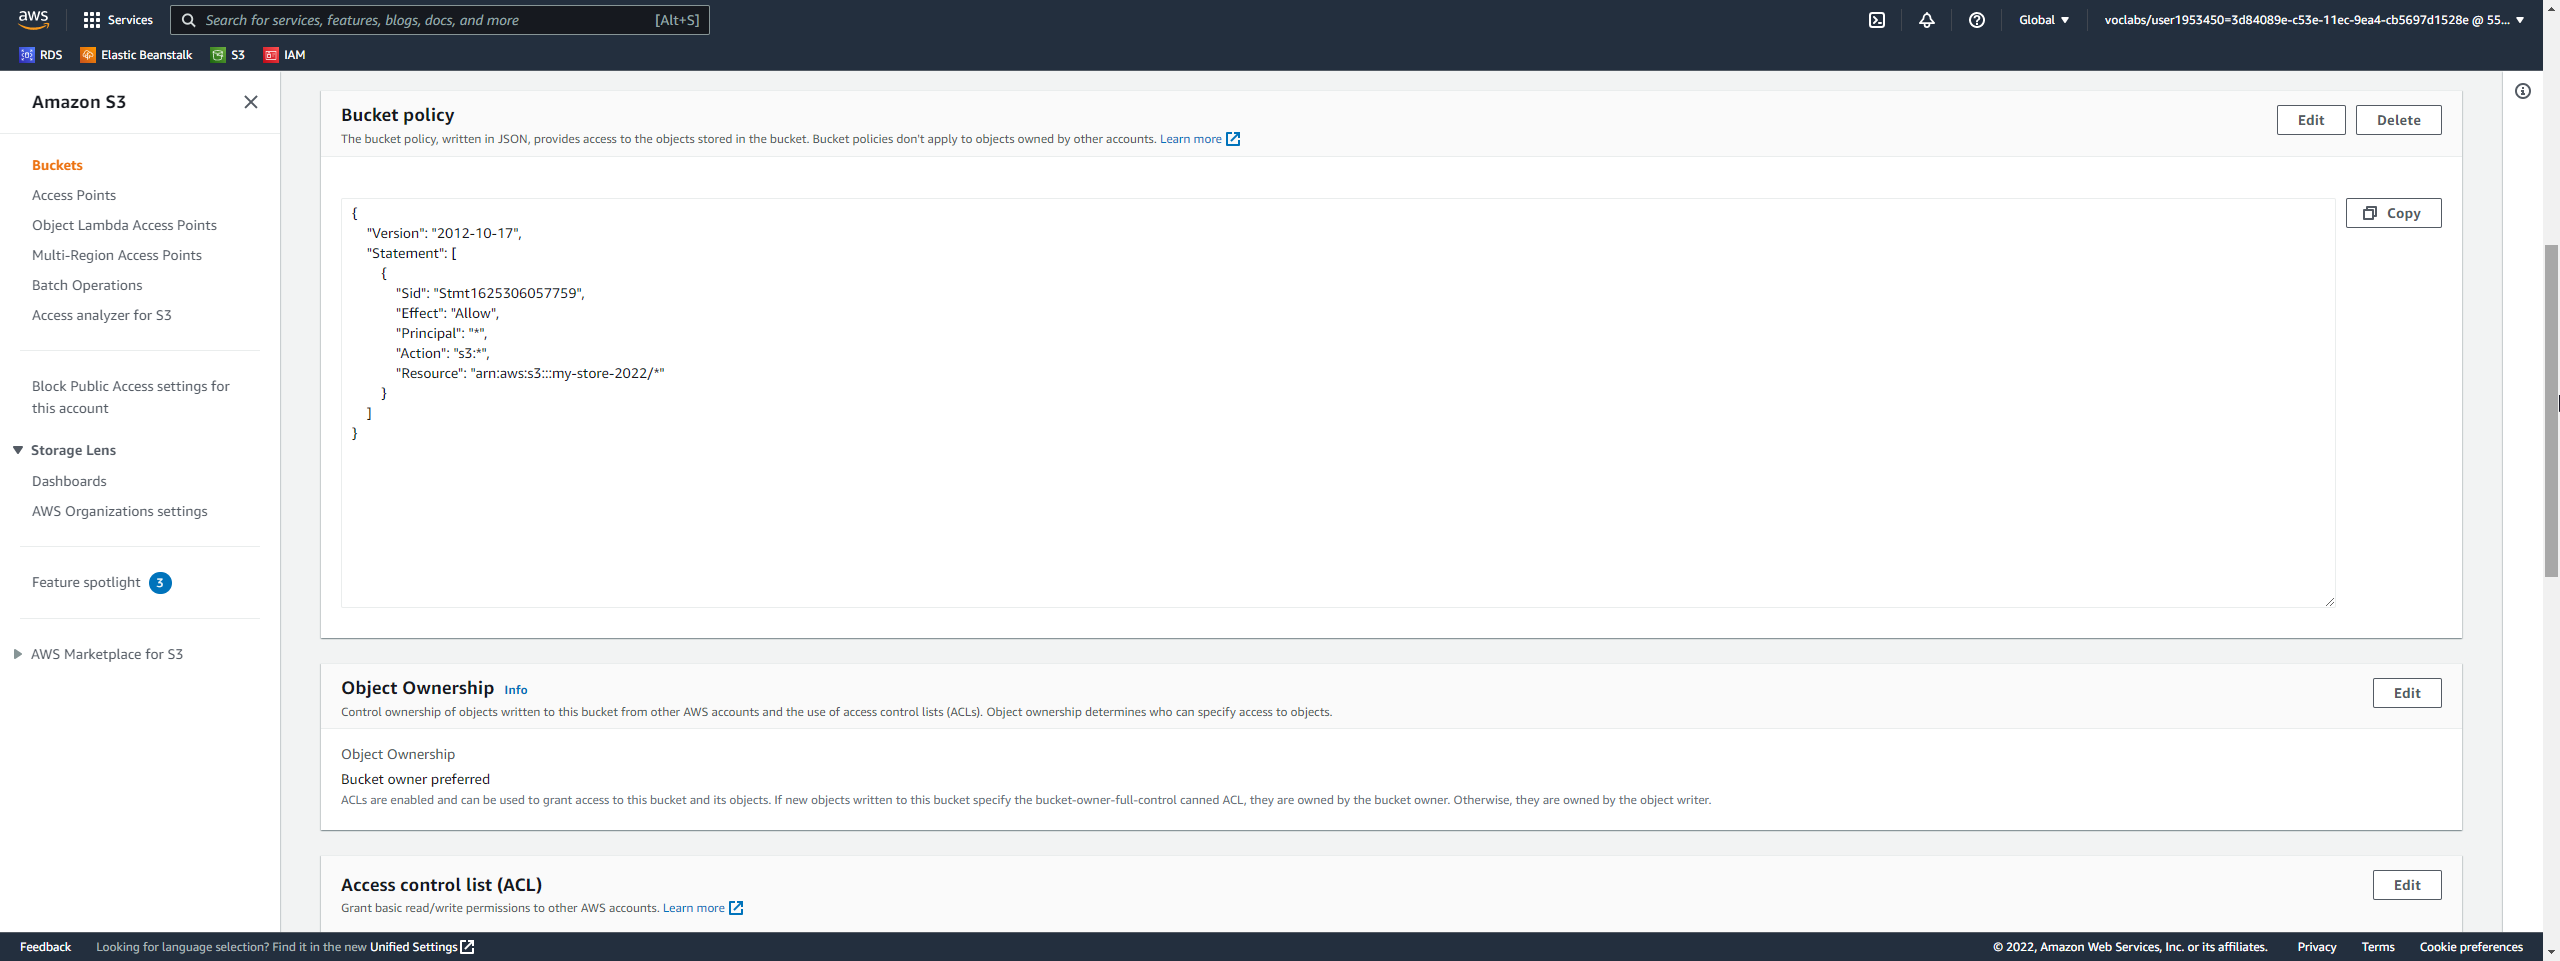 aws
Services
Search for services, features, blogs, docs, and more
[Alt+S]
Global
voclabs/user1953450=3d84089e-c53e-11ec-9ea4-cb5697d1528e @ 55...
RDS
Elastic Beanstalk
S3
IAM
Amazon S3
Buckets
Access Points
Object Lambda Access Points
Multi-Region Access Points
Batch Operations
Access analyzer for S3
Block Public Access settings for
this account
Storage Lens
Dashboards
AWS Organizations settings
Feature spotlight 3
AWS Marketplace for S3
Bucket policy
The bucket policy, written in JSON, provides access to the objects stored in the bucket. Bucket policies don't apply to objects owned by other accounts. Learn more
Edit
Delete
Copy
{
"Version": "2012-10-17",
"Statement": [
{
"Sid": "Stmt1625306057759",
"Effect": "Allow",
"Principal": "*",
"Action": "s3:*",
"Resource": "arn:aws:s3:::my-store-2022/*"
}
]
}
Object Ownership Info
Control ownership of objects written to this bucket from other AWS accounts and the use of access control lists (ACLs). Object ownership determines who can specify access to objects.
Edit
Object Ownership
Bucket owner preferred
ACLs are enabled and can be used to grant access to this bucket and its objects. If new objects written to this bucket specify the bucket-owner-full-control canned ACL, they are owned by the bucket owner. Otherwise, they are owned by the object writer.
Access control list (ACL)
Grant basic read/write permissions to other AWS accounts. Learn more
Edit
Feedback
Looking for language selection? Find it in the new Unified Settings
© 2022, Amazon Web Services, Inc. or its affiliates.
Privacy
Terms
Cookie preferences